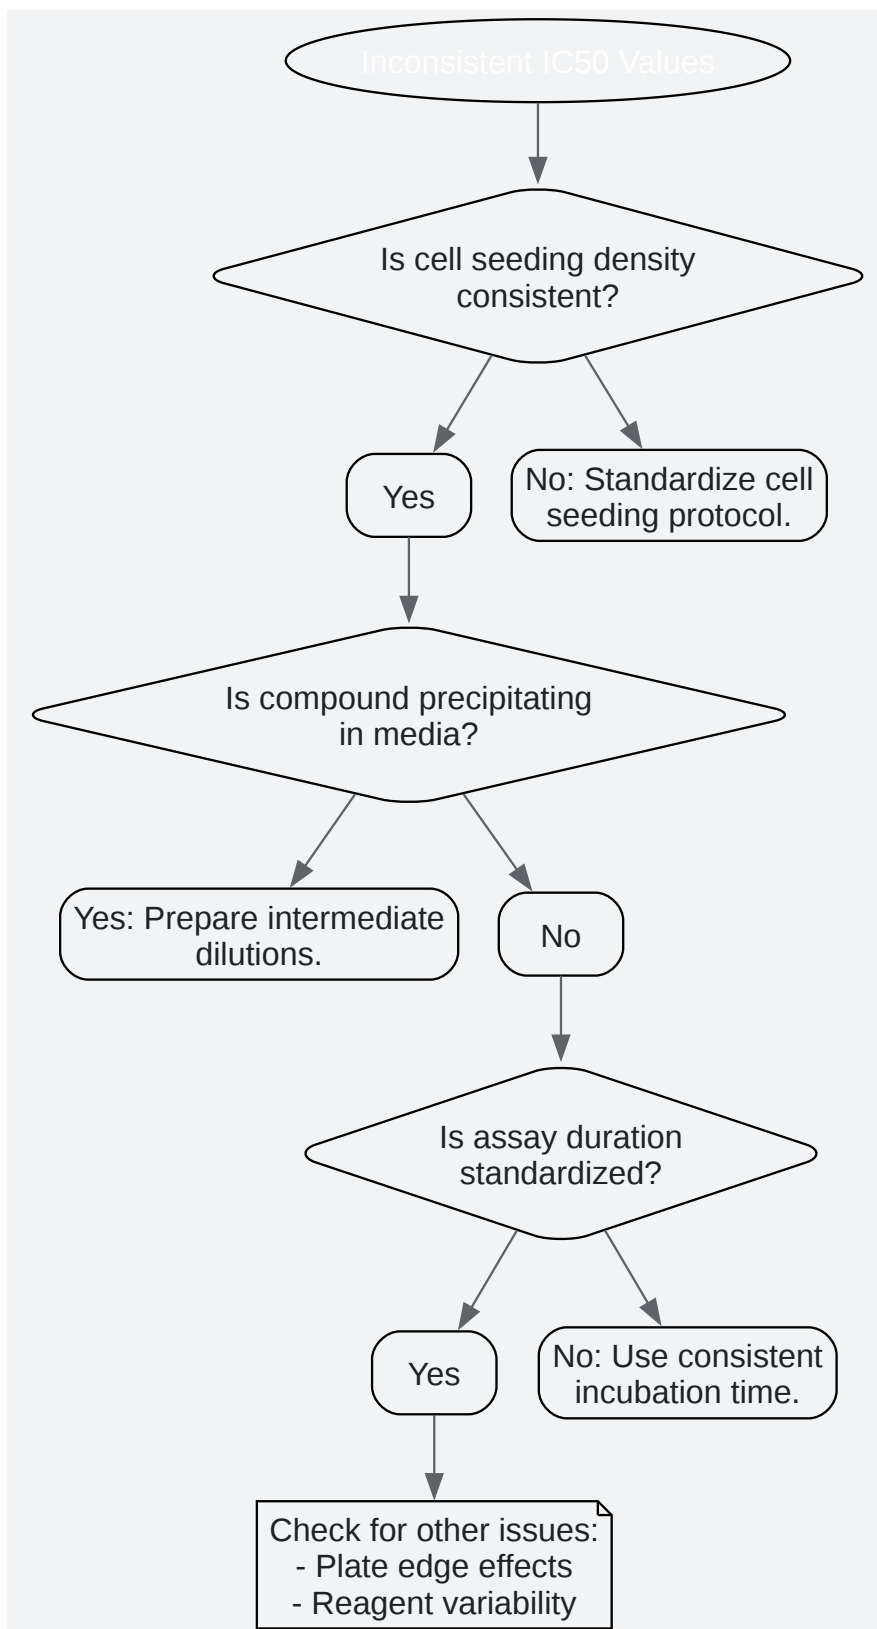 Inconsistent IC50 Values
Is cell seeding density
consistent?
Yes
No: Standardize cell
seeding protocol.
Is compound precipitating
in media?
Yes: Prepare intermediate
dilutions.
No
Is assay duration
standardized?
Yes
No: Use consistent
incubation time.
Check for other issues:
- Plate edge effects
- Reagent variability